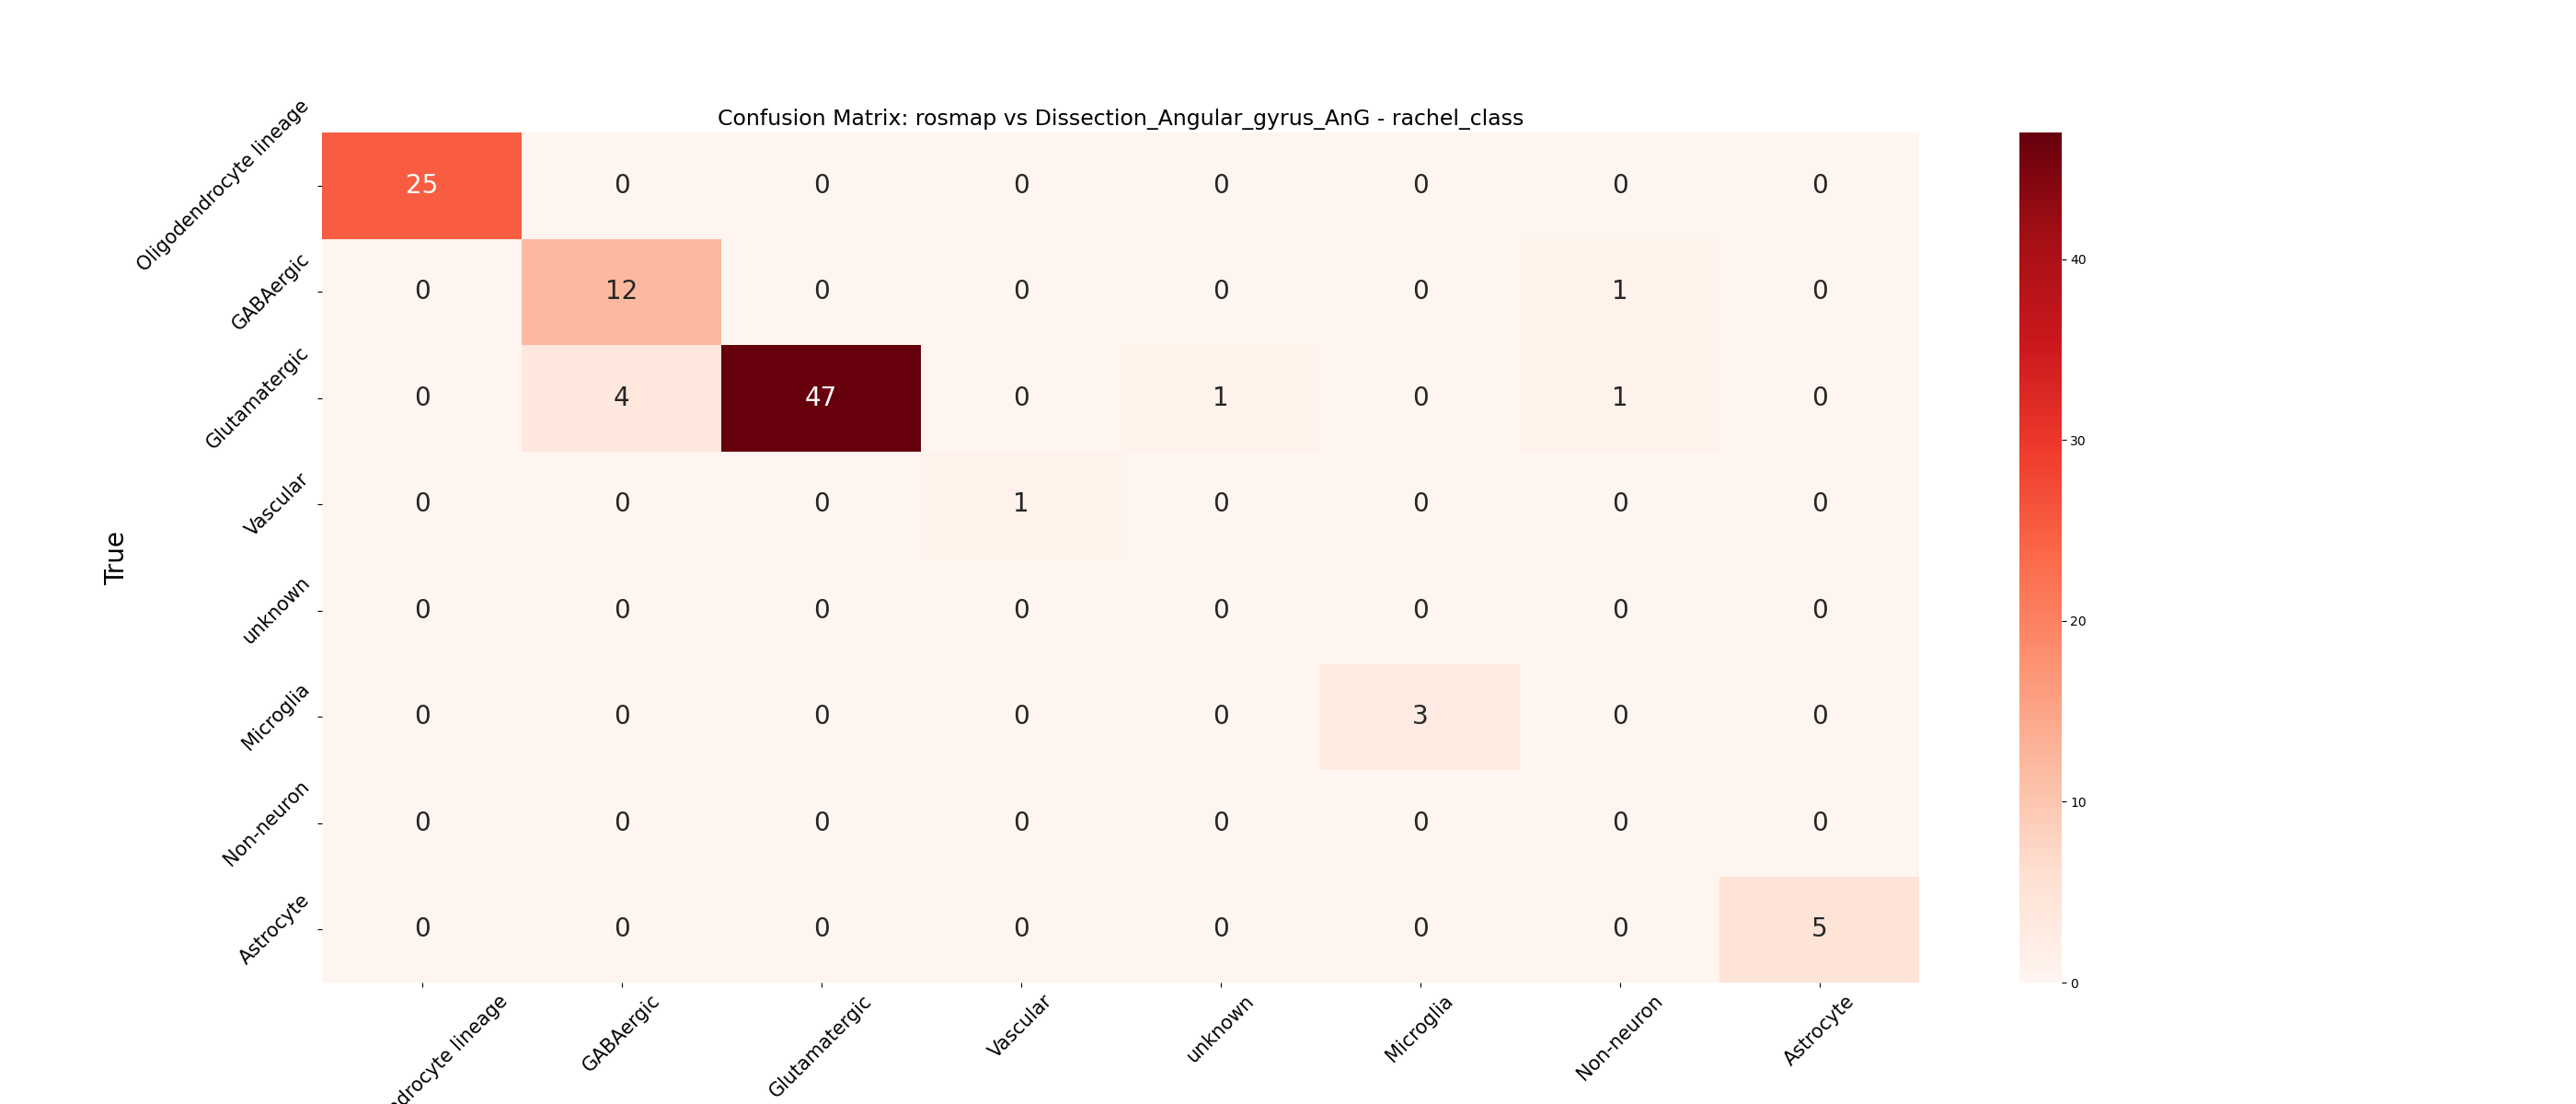 Confusion Matrix: rosmap vs Dissection_Angular_gyrus_AnG - rachel_class
Oligodendrocyte lineage 25 0 0 0 0 0 0 0
GABAergic 0 12 0 0 0 0 1 0
Glutamatergic 0 4 47 0 1 0 1 0
Vascular 0 0 0 1 0 0 0 0
unknown 0 0 0 0 0 0 0 0
Microglia 0 0 0 0 0 3 0 0
Non-neuron 0 0 0 0 0 0 0 0
Astrocyte 0 0 0 0 0 0 0 5
True
ndrocyte lineage GABAergic Glutamatergic Vascular unknown Microglia Non-neuron Astrocyte
40
30
20
10
0